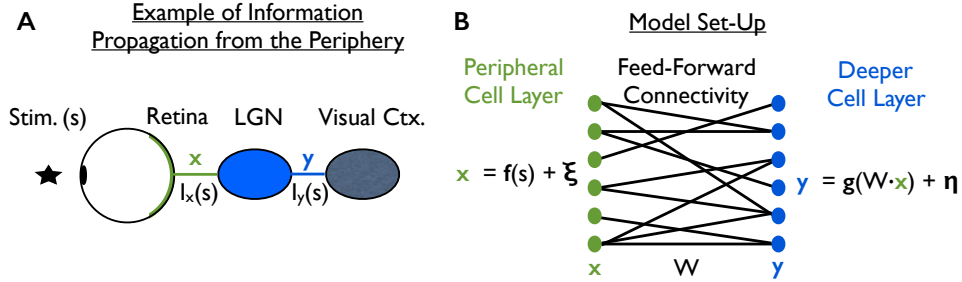 A
Example of Information
Propagation from the Periphery
Stim. (s)
Retina
LGN
Visual Ctx.
x
y
Iₓ(s)
Iᵧ(s)
B
Model Set-Up
Peripheral
Cell Layer
Feed-Forward
Connectivity
Deeper
Cell Layer
x = f(s) + ξ
y = g(W·x) + η
x
W
y